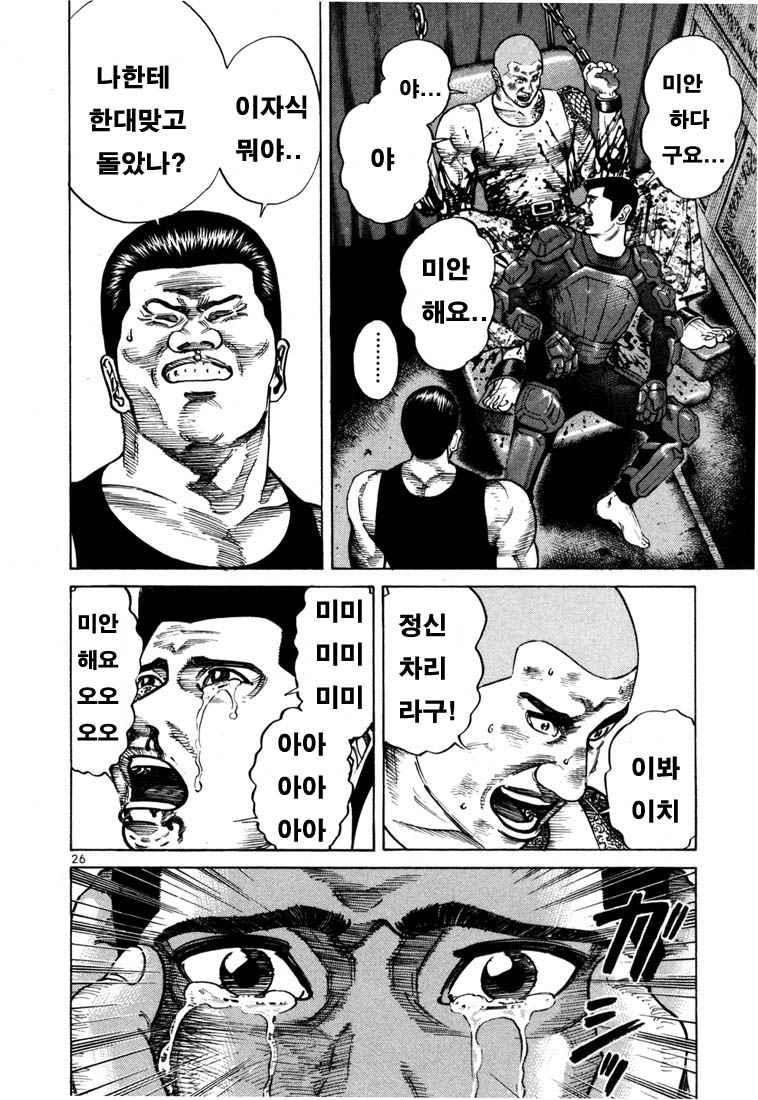 미안
하다
구요...
야...
야
미안
해요..
........
이자식
뭐야..
나한테
한대맞고
돌았나?
이봐
이치
정신
차리
라구!
미미
미미
미미
아아
아아
아아
미안
해요
오오
오오
26
ガシッ